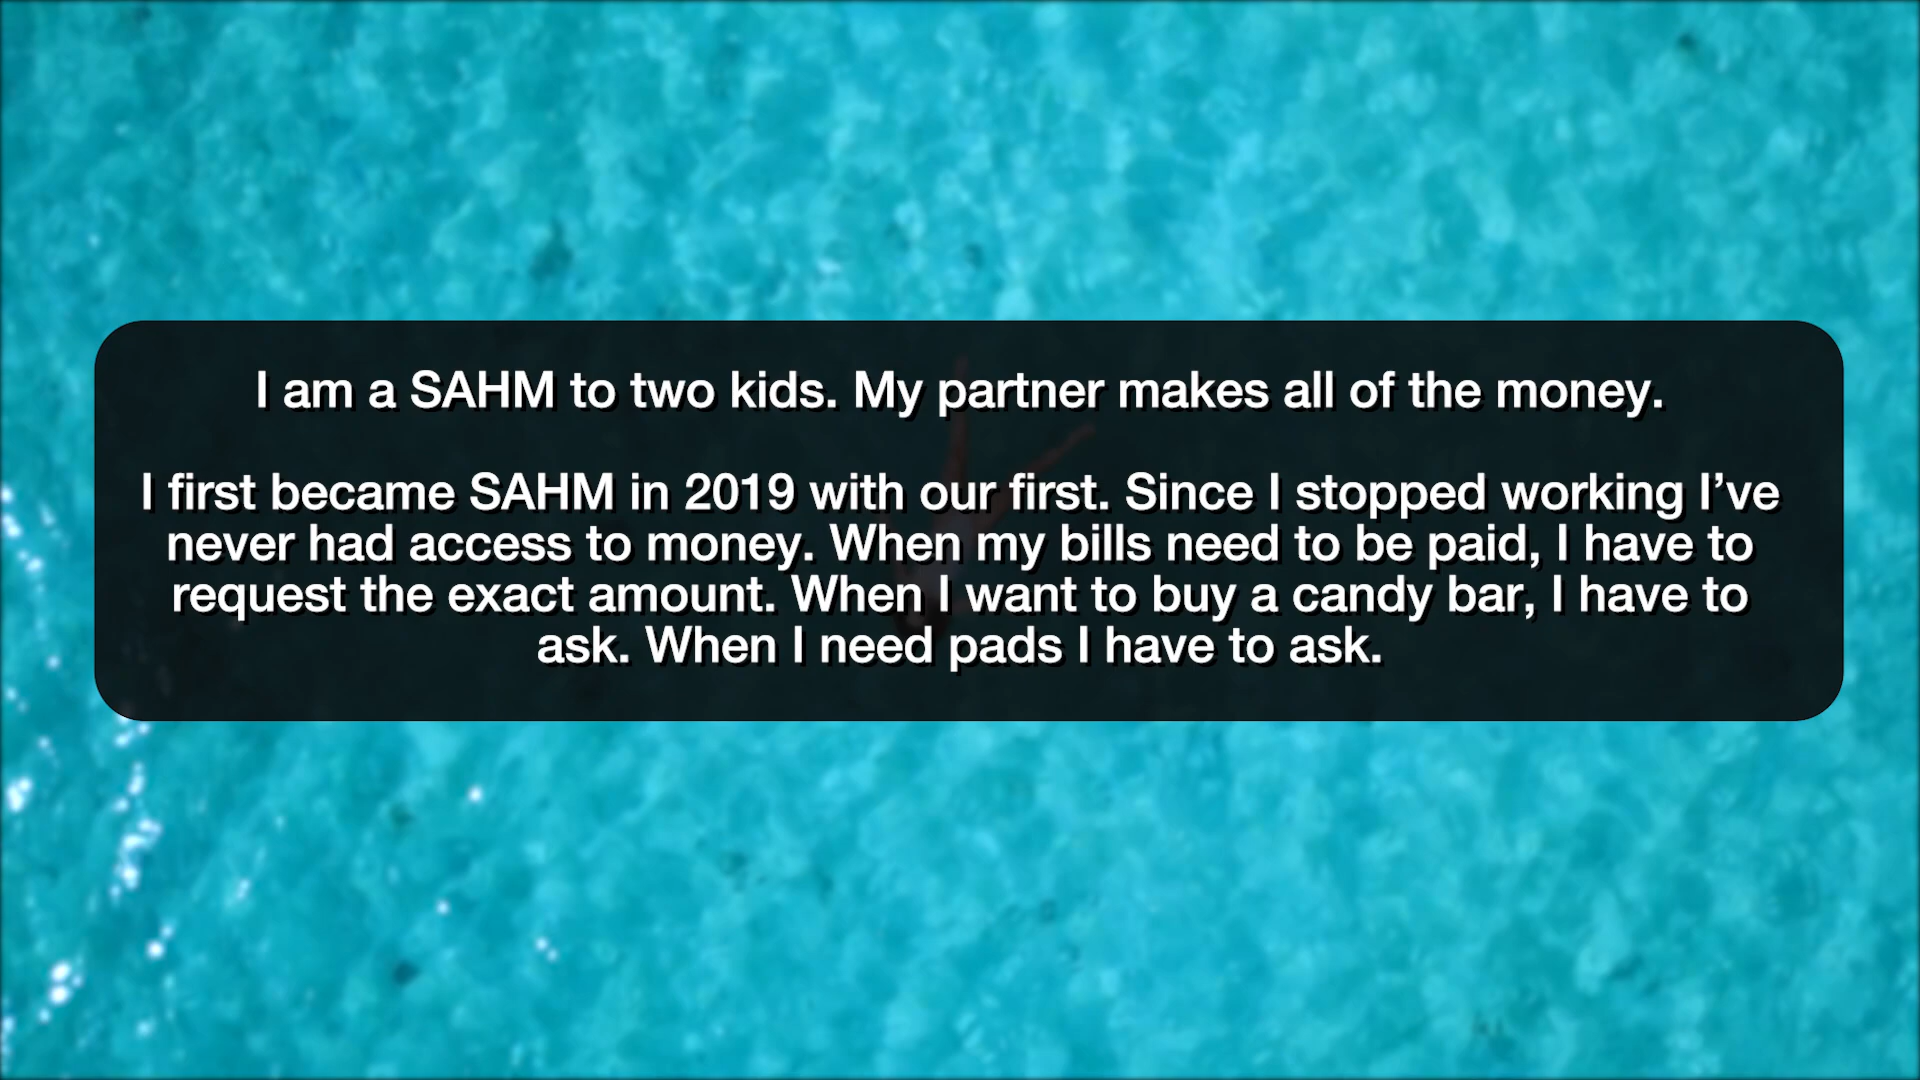 I am a SAHM to two kids. My partner makes all of the money.
I first became SAHM in 2019 with our first. Since I stopped working I’ve
never had access to money. When my bills need to be paid, I have to
request the exact amount. When I want to buy a candy bar, I have to
ask. When I need pads I have to ask.